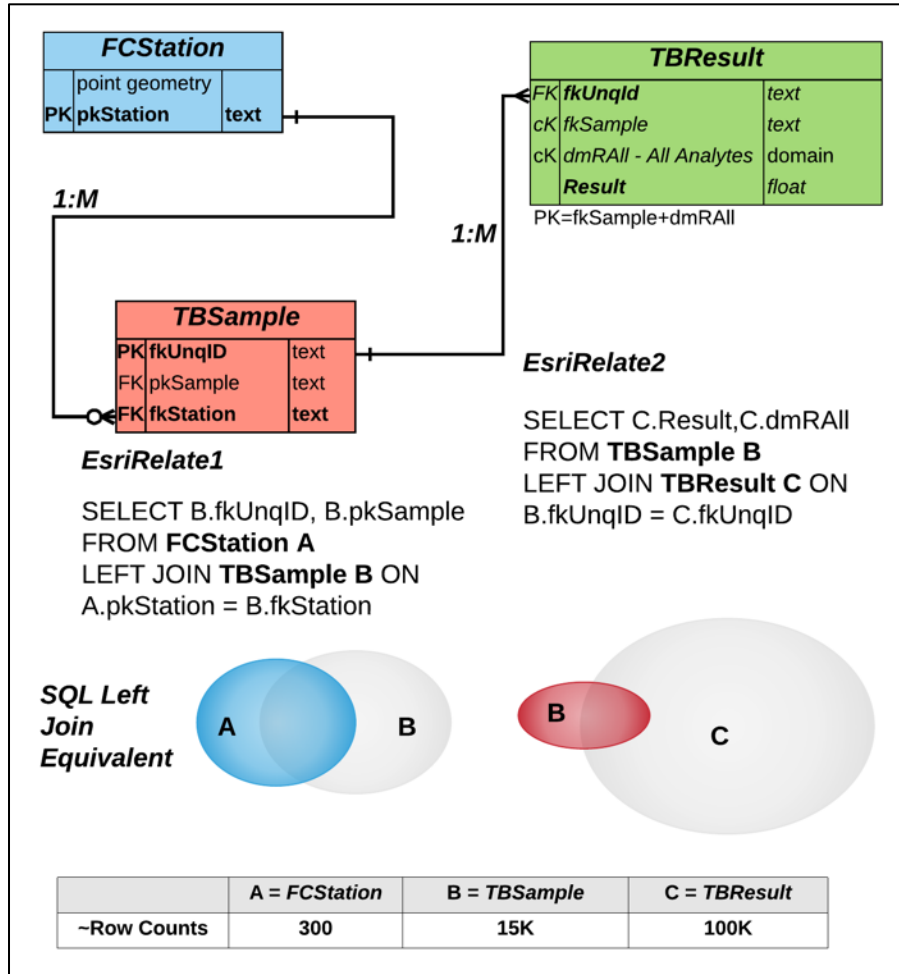 FCStation
point geometry
PK pkStation text
1:M
TBResult
FK fkUnqId text
cK fkSample text
cK dmRAll - All Analytes domain
Result float
PK=fkSample+dmRAll
1:M
TBSample
PK fkUnqID text
FK pkSample text
FK fkStation text
EsriRelate1
SELECT B.fkUnqID, B.pkSample
FROM FCStation A
LEFT JOIN TBSample B ON
A.pkStation = B.fkStation
EsriRelate2
SELECT C.Result,C.dmRAll
FROM TBSample B
LEFT JOIN TBResult C ON
B.fkUnqID = C.fkUnqID
SQL Left
Join
Equivalent
A B
B C
A = FCStation B = TBSample C = TBResult
~Row Counts 300 15K 100K